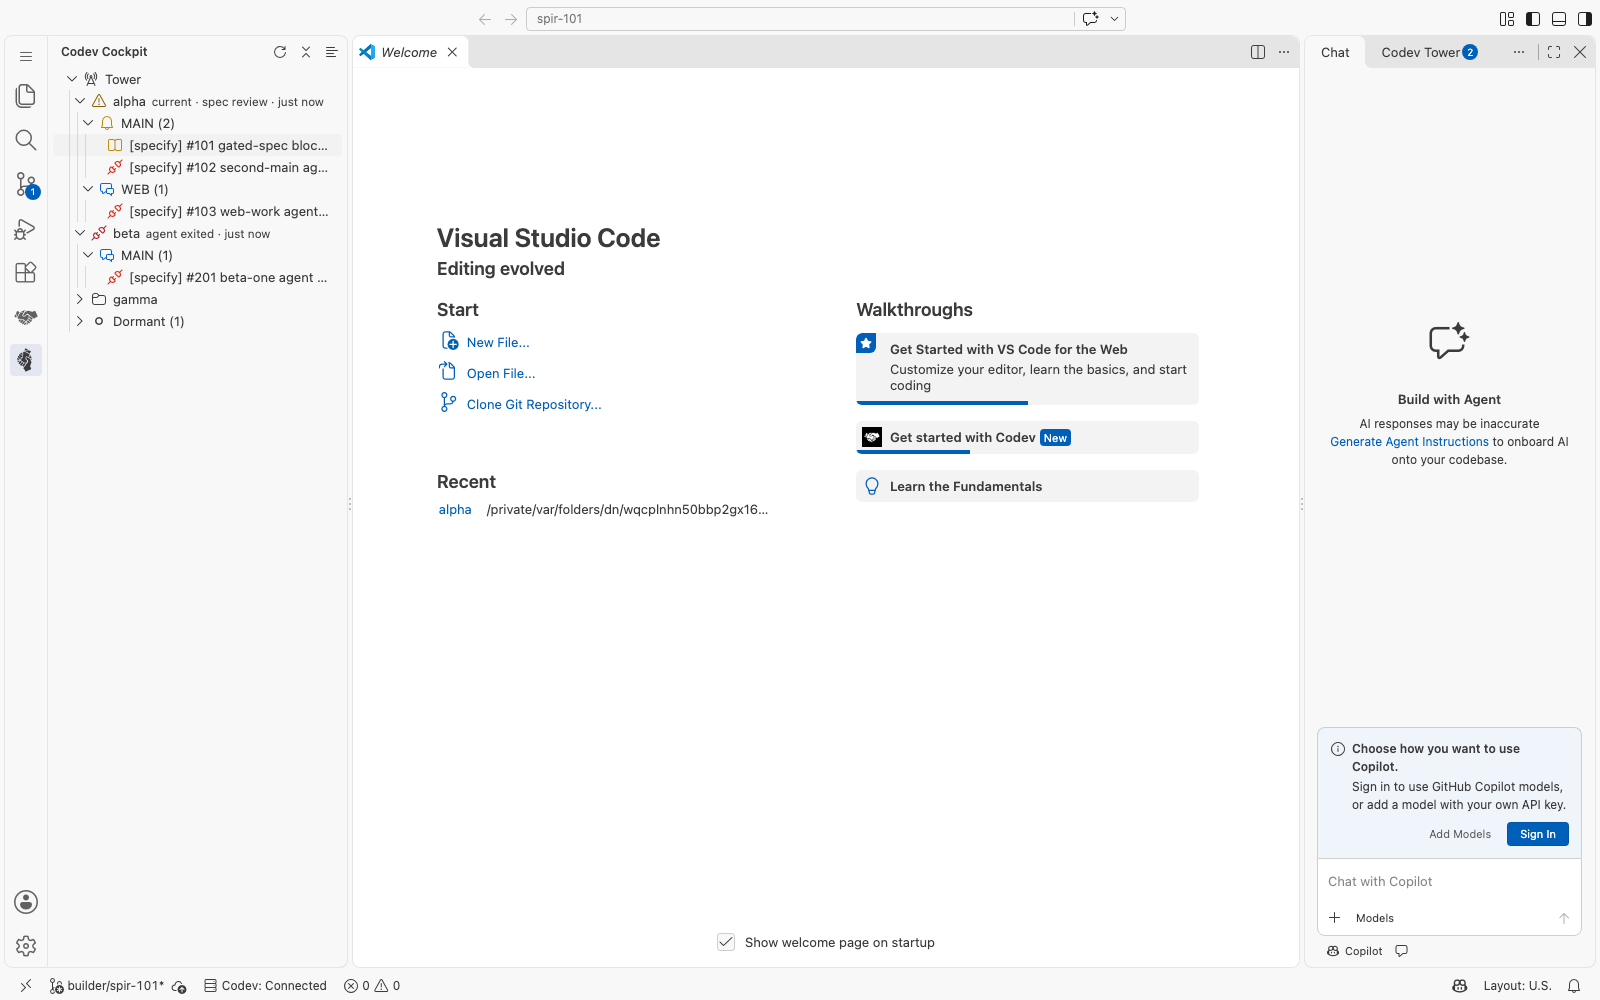 spir-101
Codev Cockpit
Tower
alpha current · spec review · just now
MAIN (2)
[specify] #101 gated-spec bloc...
[specify] #102 second-main ag...
WEB (1)
[specify] #103 web-work agent...
beta agent exited · just now
MAIN (1)
[specify] #201 beta-one agent ...
gamma
Dormant (1)
1
Welcome
Visual Studio Code
Editing evolved
Start
New File...
Open File...
Clone Git Repository...
Recent
alpha /private/var/folders/dn/wqcplnhn50bbp2gx16...
Walkthroughs
Get Started with VS Code for the Web
Customize your editor, learn the basics, and start
coding
Get started with Codev New
Learn the Fundamentals
Show welcome page on startup
Chat
Codev Tower 2
Build with Agent
AI responses may be inaccurate
Generate Agent Instructions to onboard AI
onto your codebase.
Choose how you want to use
Copilot.
Sign in to use GitHub Copilot models,
or add a model with your own API key.
Add Models
Sign In
Chat with Copilot
Models
Copilot
builder/spir-101*
Codev: Connected
0 0
Layout: U.S.